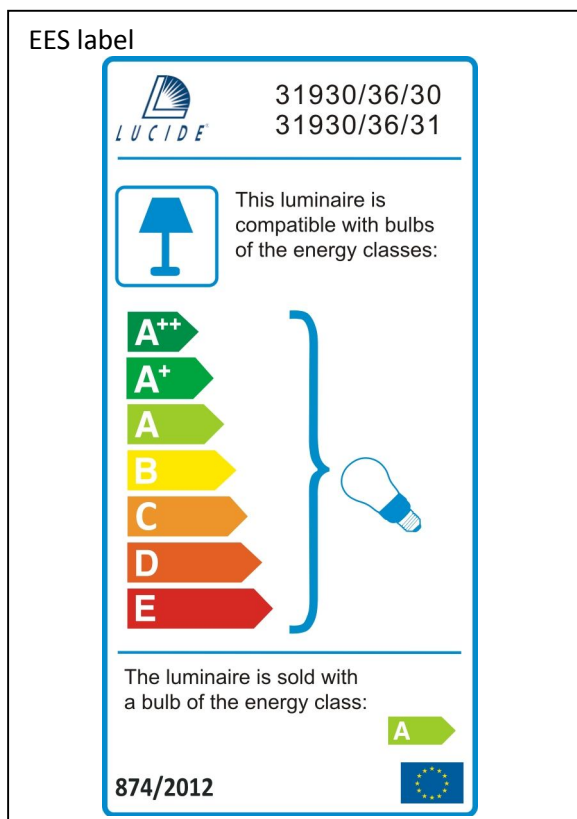 EES label
LUCIDE
31930/36/30
31930/36/31
This luminaire is
compatible with bulbs
of the energy classes:
A++
A+
A
B
C
D
E
The luminaire is sold with
a bulb of the energy class:
A
874/2012